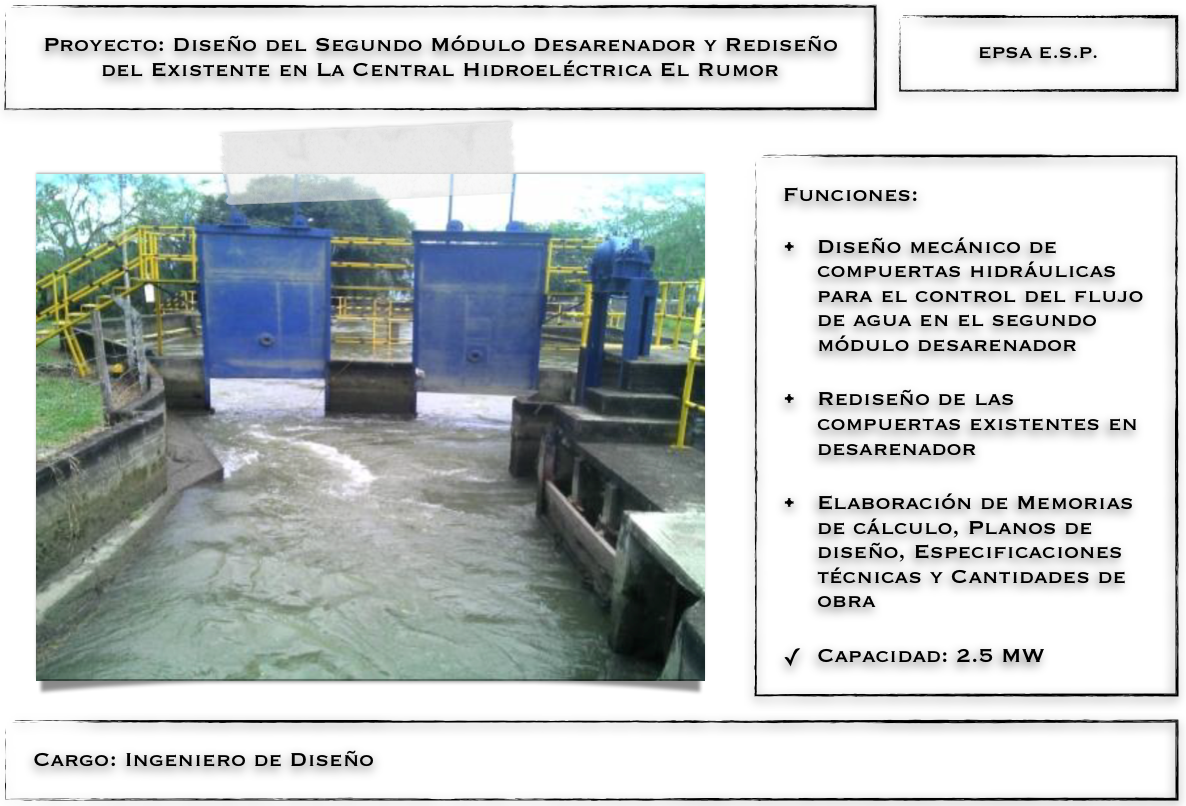 Proyecto: Diseño del Segundo Módulo Desarenador y Rediseño
del Existente en La Central Hidroeléctrica El Rumor
EPSA E.S.P.
Funciones:
+ Diseño mecánico de
compuertas hidráulicas
para el control del flujo
de agua en el segundo
módulo desarenador
+ Rediseño de las
compuertas existentes en
desarenador
+ Elaboración de Memorias
de cálculo, Planos de
diseño, Especificaciones
técnicas y Cantidades de
obra
✓ Capacidad: 2.5 MW
Cargo: Ingeniero de Diseño